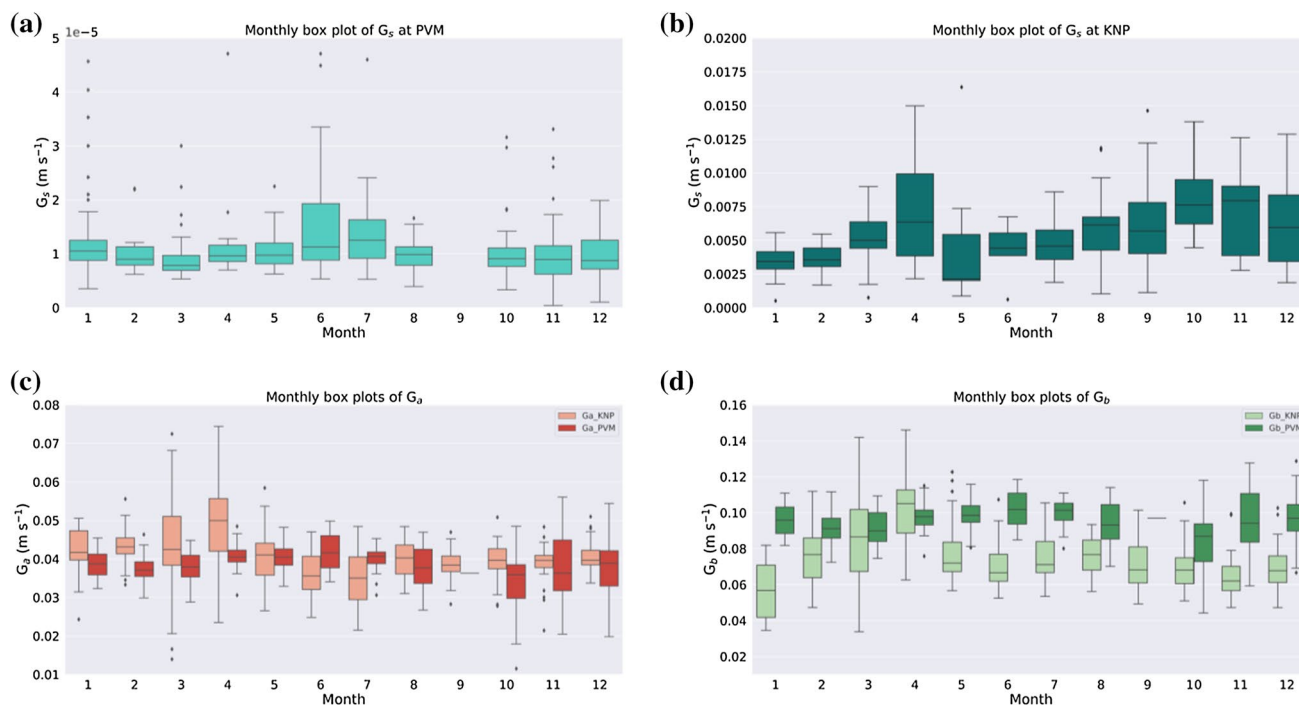 (a)
Monthly box plot of Gₛ at PVM
1e−5
5
4
3
2
1
0
Gₛ (m s⁻¹)
1 2 3 4 5 6 7 8 9 10 11 12
Month
(b)
Monthly box plot of Gₛ at KNP
0.0200
0.0175
0.0150
0.0125
0.0100
0.0075
0.0050
0.0025
0.0000
Gₛ (m s⁻¹)
1 2 3 4 5 6 7 8 9 10 11 12
Month
(c)
Monthly box plots of Gₐ
Ga_KNP
Ga_PVM
0.08
0.07
0.06
0.05
0.04
0.03
0.02
0.01
Gₐ (m s⁻¹)
1 2 3 4 5 6 7 8 9 10 11 12
Month
(d)
Monthly box plots of G_b
Gb_KNP
Gb_PVM
0.16
0.14
0.12
0.10
0.08
0.06
0.04
0.02
G_b (m s⁻¹)
1 2 3 4 5 6 7 8 9 10 11 12
Month